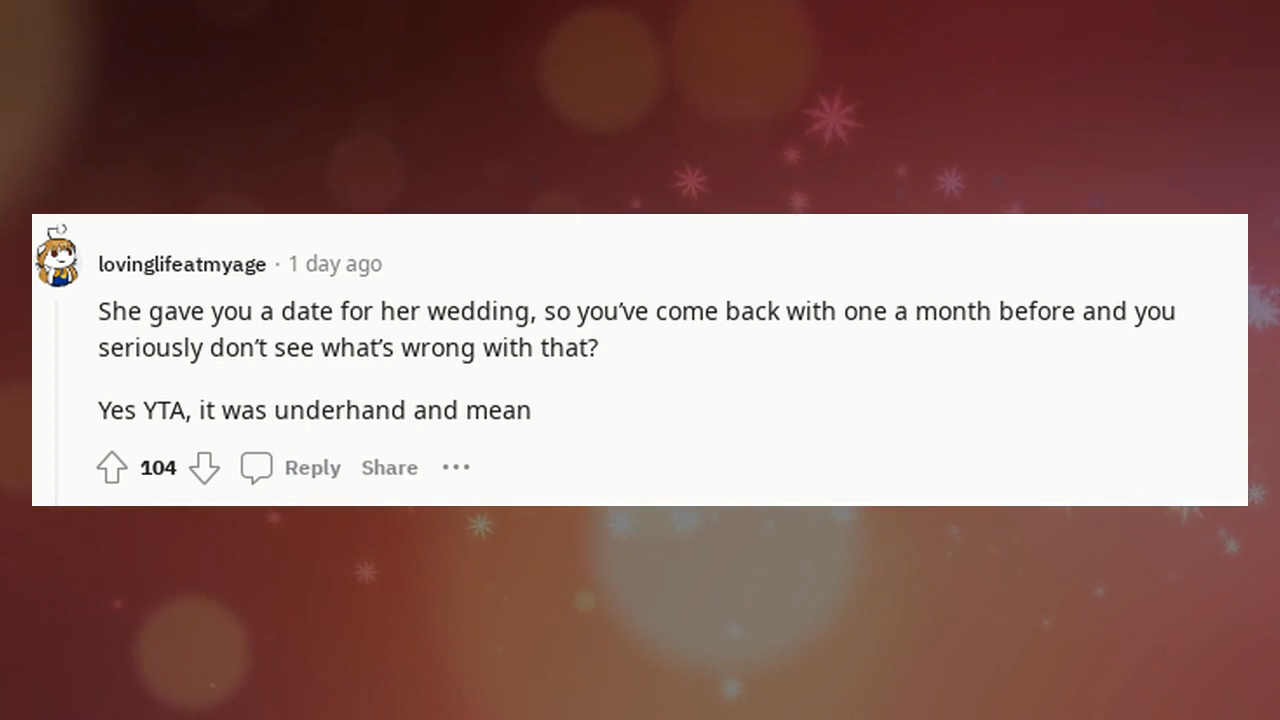 lovinglifeatmyage · 1 day ago
She gave you a date for her wedding, so you’ve come back with one a month before and you
seriously don’t see what’s wrong with that?
Yes YTA, it was underhand and mean
104 Reply Share •••